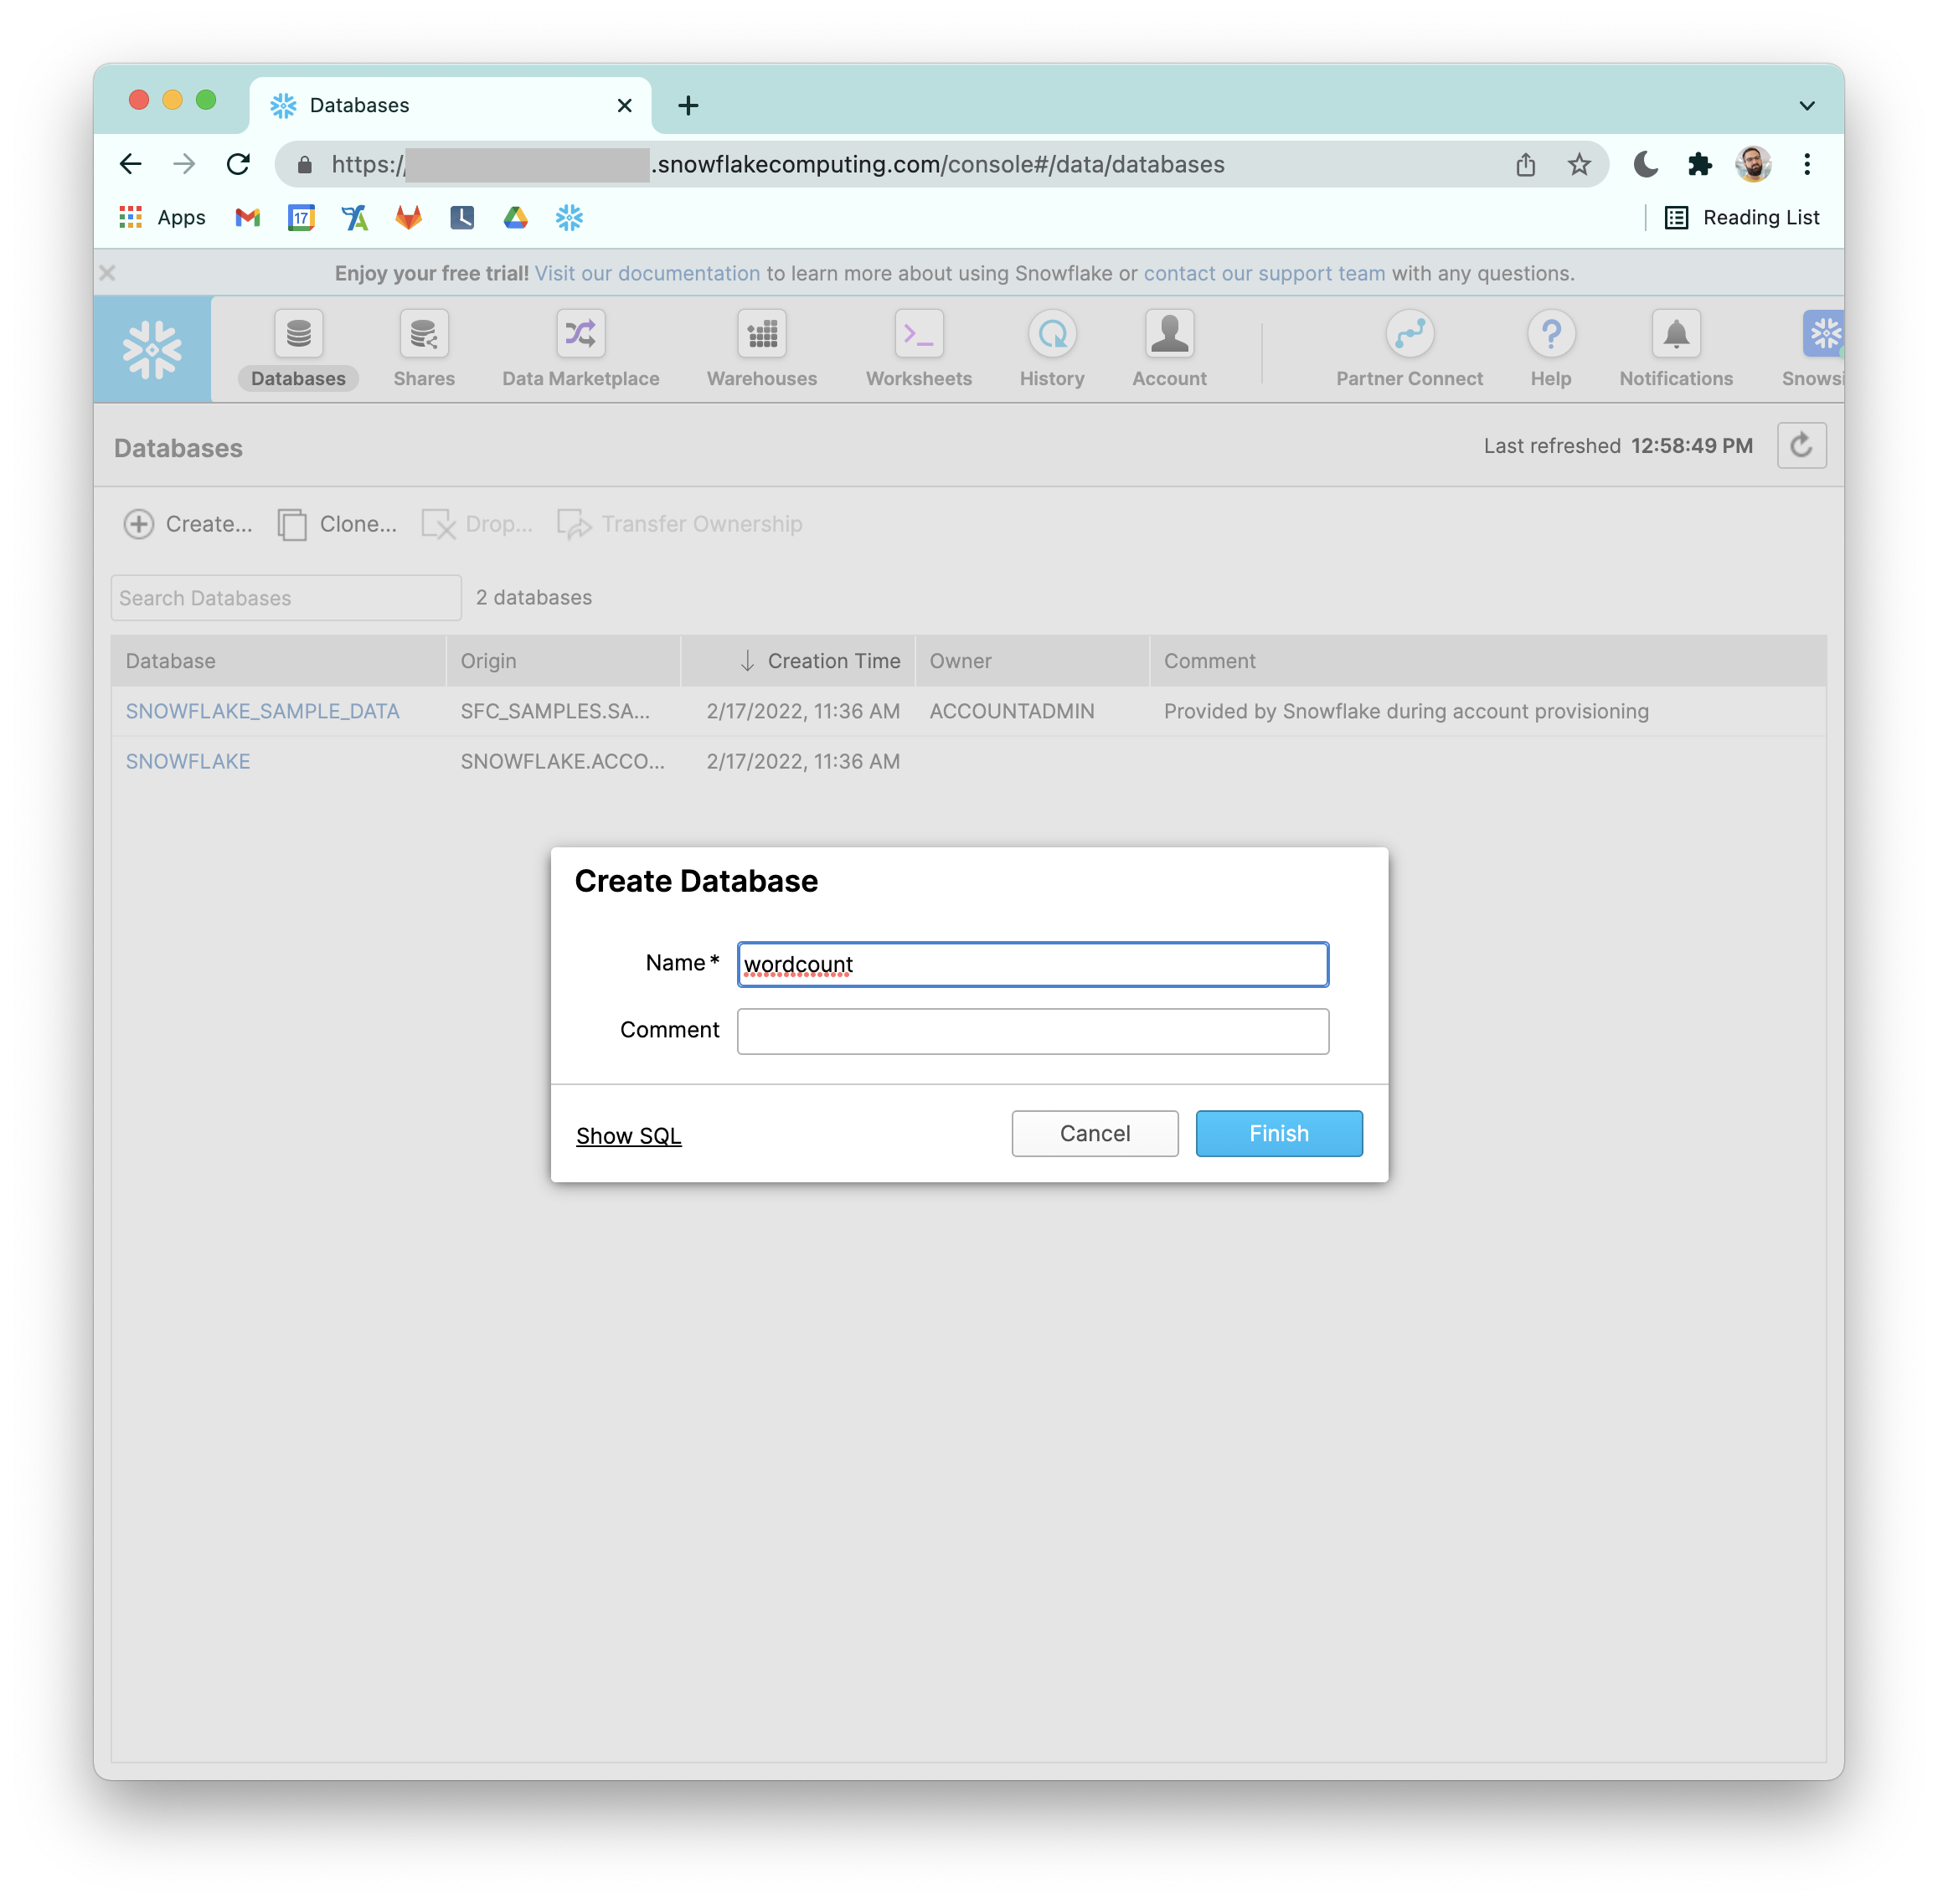 Databases
https://
.snowflakecomputing.com/console#/data/databases
Apps
17
Reading List
Enjoy your free trial! Visit our documentation to learn more about using Snowflake or contact our support team with any questions.
Databases Shares Data Marketplace Warehouses Worksheets History Account Partner Connect Help Notifications Snowsi
Databases
Last refreshed 12:58:49 PM
Create... Clone... Drop... Transfer Ownership
Search Databases 2 databases
Database Origin Creation Time Owner Comment
SNOWFLAKE_SAMPLE_DATA SFC_SAMPLES.SA... 2/17/2022, 11:36 AM ACCOUNTADMIN Provided by Snowflake during account provisioning
SNOWFLAKE SNOWFLAKE.ACCO... 2/17/2022, 11:36 AM
Create Database
Name* wordcount
Comment
Show SQL Cancel Finish